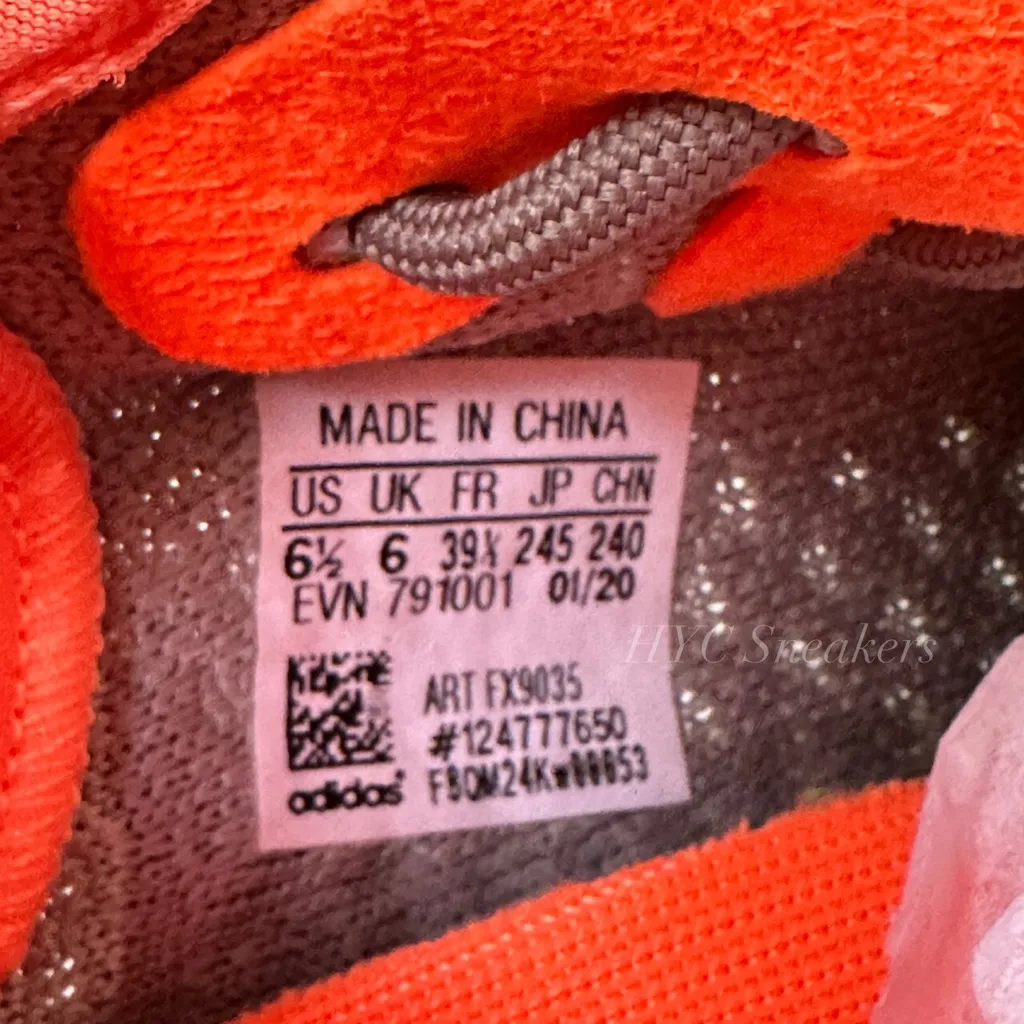 MADE IN CHINA
US UK FR JP CHN
6½ 6 39⅓ 245 240
EVN 791001 01/20
ART FX9035
#124777650
adidas
HYC Sneakers